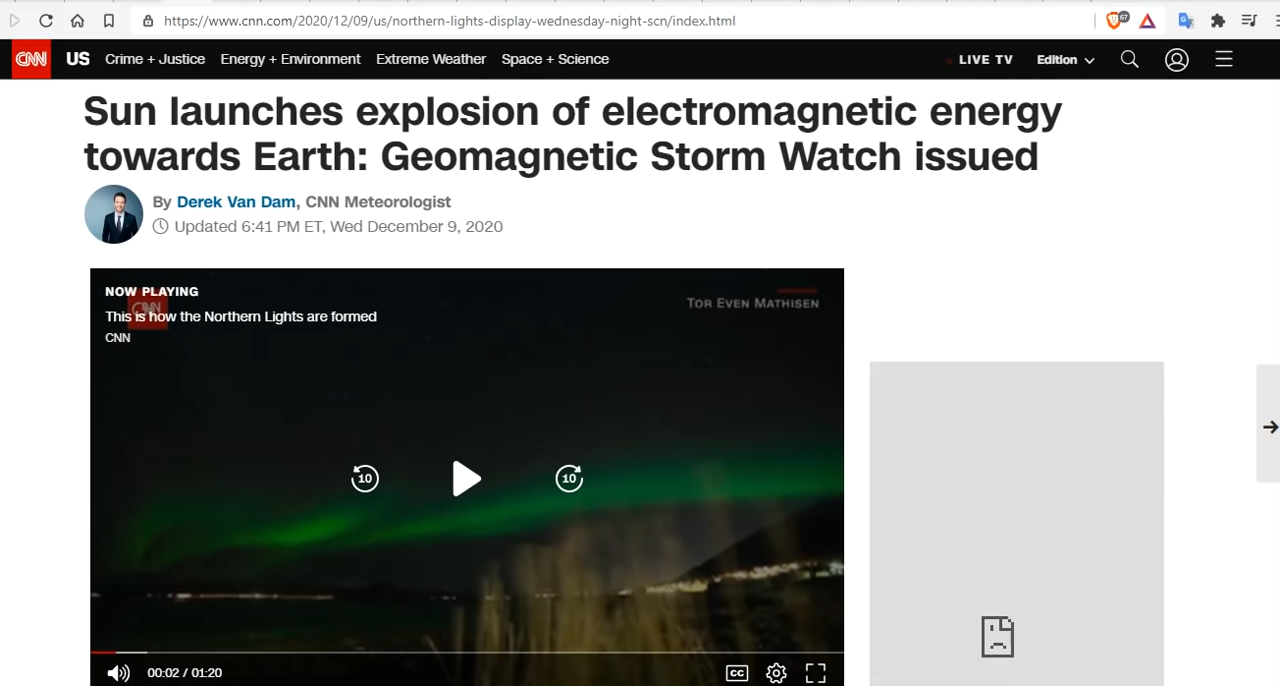 https://www.cnn.com/2020/12/09/us/northern-lights-display-wednesday-night-scn/index.html
67
CNN US Crime + Justice Energy + Environment Extreme Weather Space + Science LIVE TV Edition
Sun launches explosion of electromagnetic energy
towards Earth: Geomagnetic Storm Watch issued
By Derek Van Dam, CNN Meteorologist
Updated 6:41 PM ET, Wed December 9, 2020
NOW PLAYING
CNN
TOR EVEN MATHISEN
This is how the Northern Lights are formed
CNN
10 10
00:02 / 01:20 CC